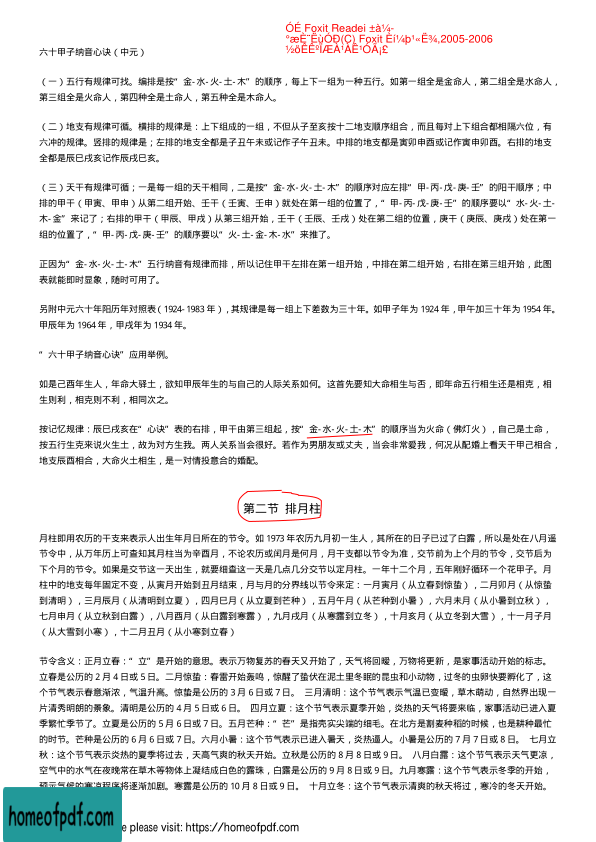 ÓÉ Foxit Readei ±à¼­
°æÈ¨ËùÓÐ(C) Foxit Èí¼þ¹«Ë¾,2005-2006
½öÊÊºÏÆÀ¹ÀÊ¹ÓÃ¡£
六十甲子纳音心诀（中元）
（一）五行有规律可找。编排是按“金-水-火-土-木”的顺序，每上下一组为一种五行。如第一组全是金命人，第二组全是水命人，
第三组全是火命人，第四种全是土命人，第五种全是木命人。
（二）地支有规律可循。横排的规律是：上下组成的一组，不但从子至亥按十二地支顺序组合，而且每对上下组合都相隔六位，有
六冲的规律。竖排的规律是；左排的地支全都是子丑午未或记作子午丑未。中排的地支都是寅卯申酉或记作寅申卯酉。右排的地支
全都是辰巳戌亥记作辰戌巳亥。
（三）天干有规律可循；一是每一组的天干相同，二是按“金-水-火-土-木”的顺序对应左排“甲-丙-戊-庚-壬”的阳干顺序；中
排的甲干（甲寅、甲申）从第二组开始、壬干（壬寅、壬申）就处在第一组的位置了，“甲-丙-戊-庚-壬”的顺序要以“水-火-土-
木-金”来记了；右排的甲干（甲辰、甲戌）从第三组开始，壬干（壬辰、壬戌）处在第二组的位置，庚干（庚辰、庚戌）处在第一
组的位置了，“甲-丙-戊-庚-壬”的顺序要以“火-土-金-木-水”来推了。
正因为“金-水-火-土-木”五行纳音有规律而排，所以记住甲干左排在第一组开始，中排在第二组开始，右排在第三组开始，此图
表就能即时显象，随时可用了。
另附中元六十年阳历年对照表（1924-1983 年），其规律是每一组上下差数为三十年。如甲子年为 1924 年，甲午加三十年为 1954 年。
甲辰年为 1964 年，甲戌年为 1934 年。
“六十甲子纳音心诀”应用举例。
如是己酉年生人，年命大驿土，欲知甲辰年生的与自己的人际关系如何。这首先要知大命相生与否，即年命五行相生还是相克，相
生则利，相克则不利，相同次之。
按记忆规律：辰巳戌亥在“心诀”表的右排，甲干由第三组起，按“金-水-火-土-木”的顺序当为火命（佛灯火），自己是土命，
按五行生克来说火生土，故为对方生我。两人关系当会很好。若作为男朋友或丈夫，当会非常爱我，何况从配婚上看天干甲己相合，
地支辰酉相合，大命火土相生，是一对情投意合的婚配。
第二节 排月柱
月柱即用农历的干支来表示人出生年月日所在的节令。如 1973 年农历九月初一生人，其所在的日子已过了白露，所以是处在八月遥
节令中，从万年历上可查知其月柱当为辛酉月，不论农历或闰月是何月，月干支都以节令为准，交节前为上个月的节令，交节后为
下个月的节令。如果是交节这一天出生，就要细查这一天是几点几分交节以定月柱。一年十二个月，五年刚好循环一个花甲子。月
柱中的地支每年固定不变，从寅月开始到丑月结束，月与月的分界线以节令来定：一月寅月（从立春到惊蛰），二月卯月（从惊蛰
到清明），三月辰月（从清明到立夏），四月巳月（从立夏到芒种），五月午月（从芒种到小暑），六月未月（从小暑到立秋），
七月申月（从立秋到白露），八月酉月（从白露到寒露），九月戌月（从寒露到立冬），十月亥月（从立冬到大雪），十一月子月
（从大雪到小寒），十二月丑月（从小寒到立春）
节令含义：正月立春：“立”是开始的意思。表示万物复苏的春天又开始了，天气将回暖，万物将更新，是家事活动开始的标志。
立春是公历的 2 月 4 日或 5 日。二月惊蛰：春雷开始轰鸣，惊醒了蛰伏在泥土里冬眠的昆虫和小动物，过冬的虫卵快要孵化了，这
个节气表示春意渐浓，气温升高。惊蛰是公历的 3 月 6 日或 7 日。 三月清明：这个节气表示气温已变暖，草木萌动，自然界出现一
片清秀明朗的景象。清明是公历的 4 月 5 日或 6 日。 四月立夏：这个节气表示夏季开始，炎热的天气将要来临，家事活动已进入夏
季繁忙季节了。立夏是公历的 5 月 6 日或 7 日。五月芒种：“芒”是指壳实尖端的细毛。在北方是割麦种稻的时候，也是耕种最忙
的时节。芒种是公历的 6 月 6 日或 7 日。六月小暑：这个节气表示已进入暑天，炎热逼人。小暑是公历的 7 月 7 日或 8 日。 七月立
秋：这个节气表示炎热的夏季将过去，天高气爽的秋天开始。立秋是公历的 8 月 8 日或 9 日。 八月白露：这个节气表示天气更凉，
空气中的水气在夜晚常在草木等物体上凝结成白色的露珠，白露是公历的 9 月 8 日或 9 日。九月寒露：这个节气表示冬季的开始，
预示气候的寒凉程序将逐渐加剧。寒露是公历的 10 月 8 日或 9 日。 十月立冬：这个节气表示清爽的秋天将过，寒冷的冬天开始。
homeofpdf.com
e please visit: https://homeofpdf.com